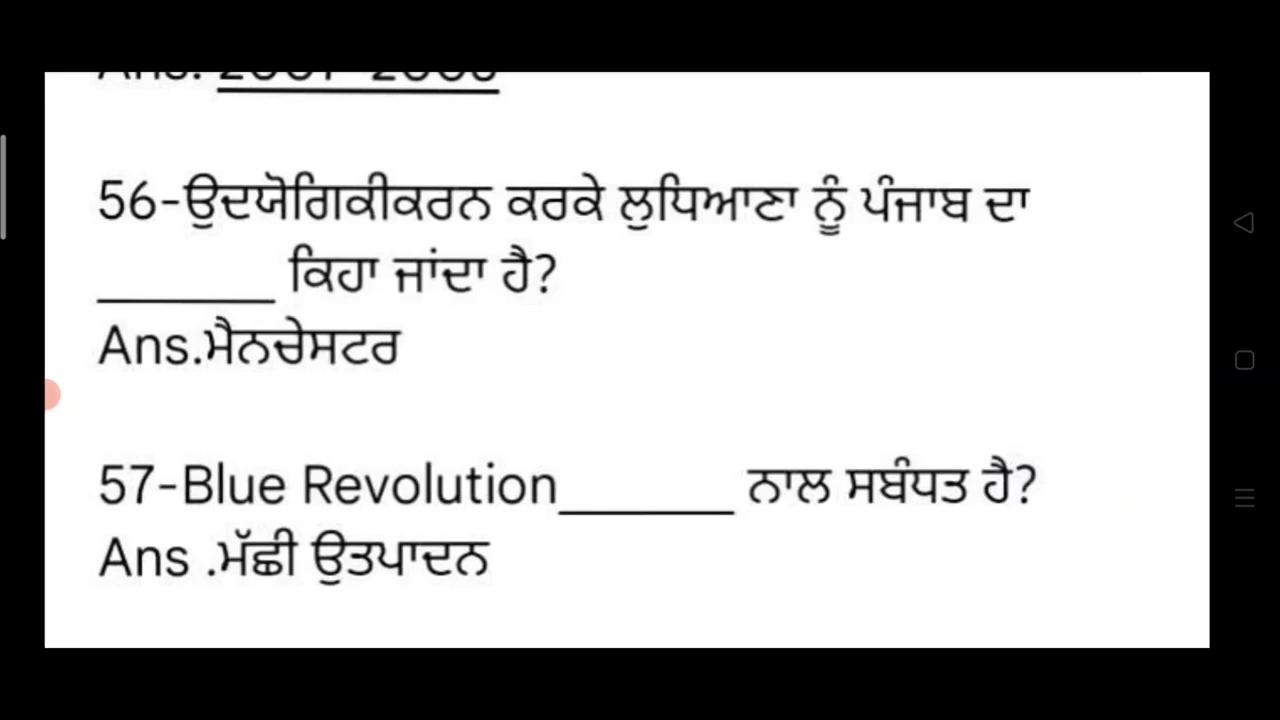 56-ਉਦਯੋਗਿਕੀਕਰਨ ਕਰਕੇ ਲੁਧਿਆਣਾ ਨੂੰ ਪੰਜਾਬ ਦਾ
_______ ਕਿਹਾ ਜਾਂਦਾ ਹੈ?
Ans.ਮੈਨਚੇਸਟਰ
57-Blue Revolution_______ ਨਾਲ ਸਬੰਧਤ ਹੈ?
Ans .ਮੱਛੀ ਉਤਪਾਦਨ